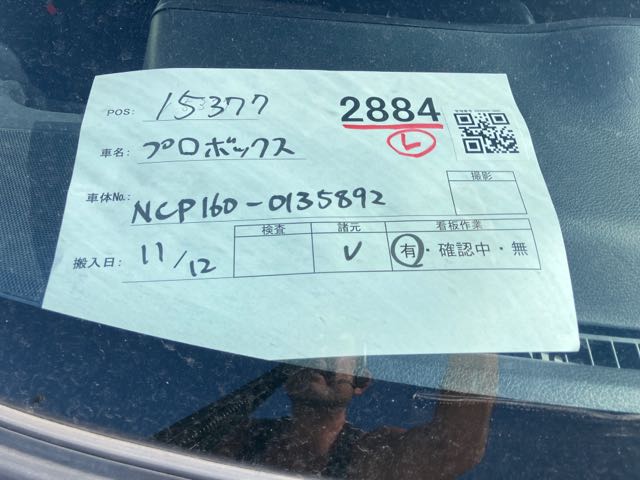 POS: 15377
2884
L
車名: プロボックス
車体No.: NCP160-0135892
撮影
搬入日: 11/12
検査 諸元 看板作業
✓ 有・確認中・無